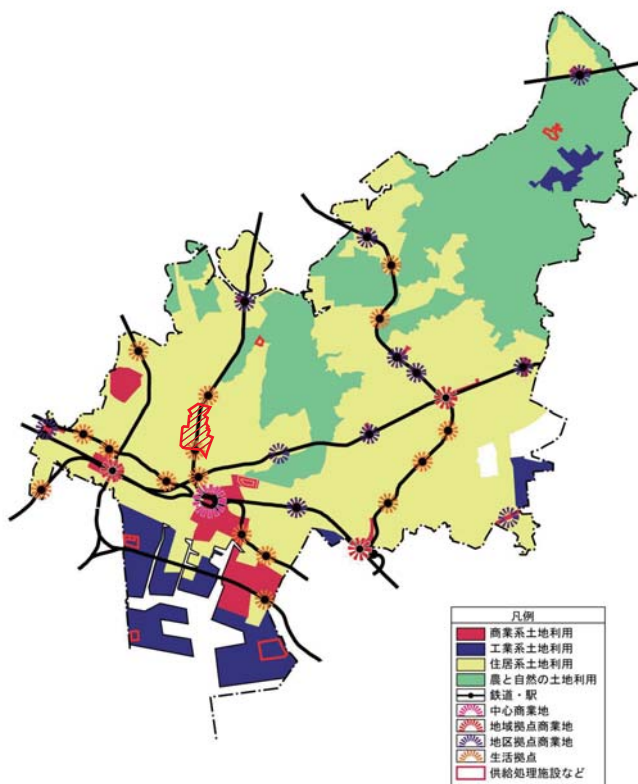 凡例
商業系土地利用
工業系土地利用
住居系土地利用
農と自然の土地利用
鉄道・駅
中心商業地
地域拠点商業地
地区拠点商業地
生活拠点
供給処理施設など